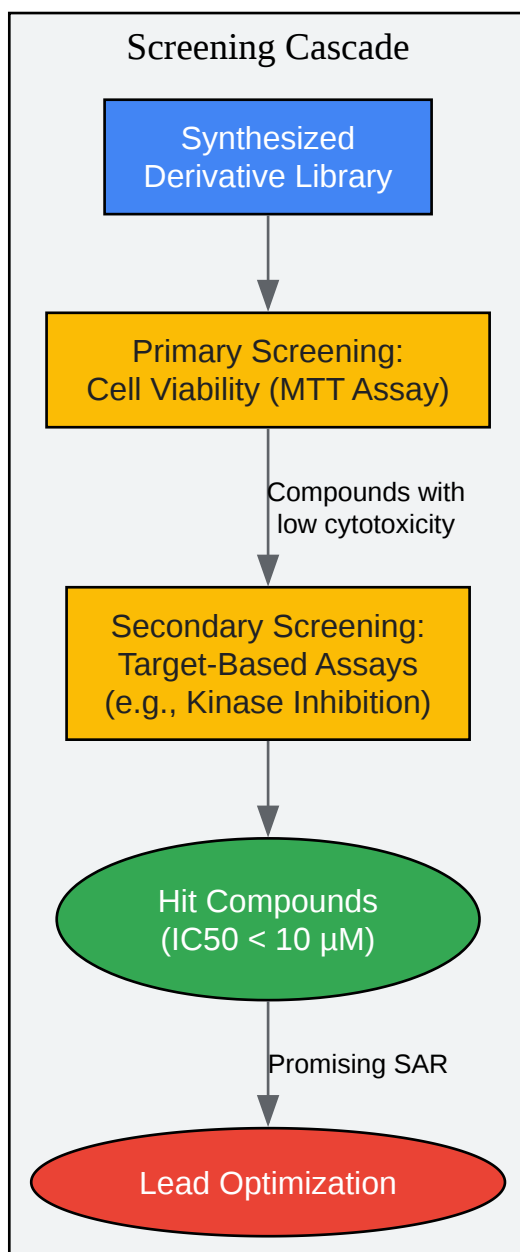 Screening Cascade
Synthesized
Derivative Library
Primary Screening:
Cell Viability (MTT Assay)
Compounds with
low cytotoxicity
Secondary Screening:
Target-Based Assays
(e.g., Kinase Inhibition)
Hit Compounds
(IC50 < 10 µM)
Promising SAR
Lead Optimization